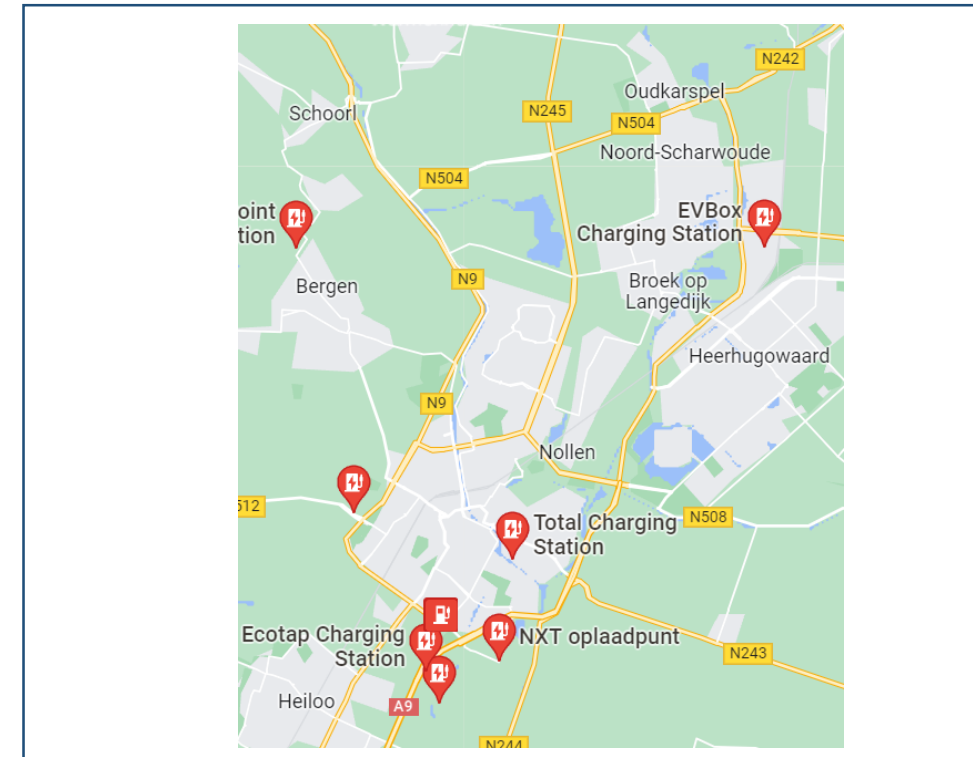 N242
Oudkarspel
Schoorl
N245
N504
Noord-Scharwoude
N504
oint
tion
EVBox
Charging Station
N9
Broek op
Langedijk
Bergen
Heerhugowaard
N9
Nollen
512
Total Charging
Station
N508
Ecotap Charging
Station
NXT oplaadpunt
N243
Heiloo
A9
N244